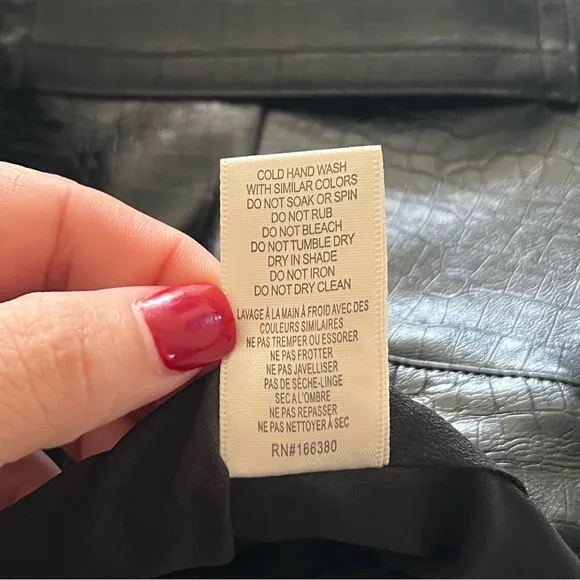 COLD HAND WASH
WITH SIMILAR COLORS
DO NOT SOAK OR SPIN
DO NOT RUB
DO NOT BLEACH
DO NOT TUMBLE DRY
DRY IN SHADE
DO NOT IRON
DO NOT DRY CLEAN
LAVAGE À LA MAIN À FROID AVEC DES
COULEURS SIMILAIRES
NE PAS TREMPER OU ESSORER
NE PAS FROTTER
NE PAS JAVELLISER
PAS DE SÈCHE-LINGE
SEC A L'OMBRE
NE PAS REPASSER
NE PAS NETTOYER À SEC
RN#166380